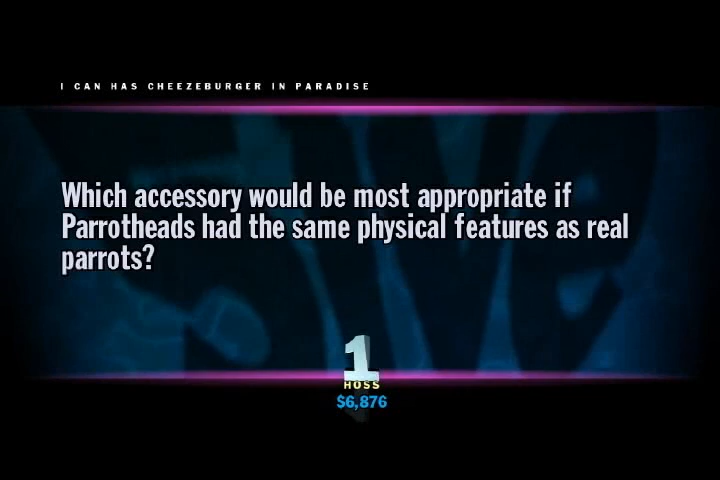 I CAN HAS CHEEZEBURGER IN PARADISE
Which accessory would be most appropriate if
Parrotheads had the same physical features as real
parrots?
1
HOSS
$6,876